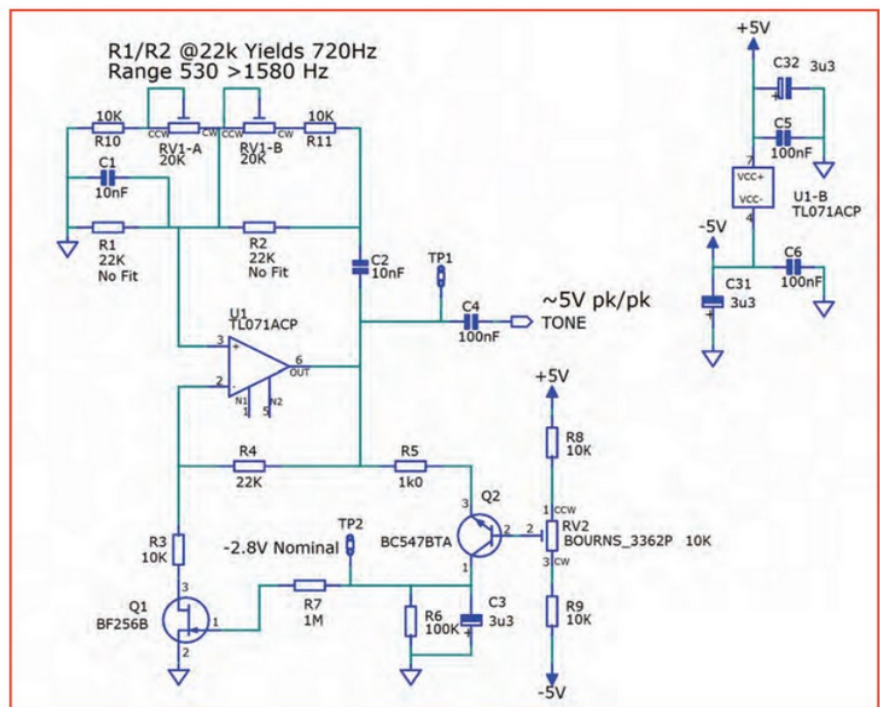 R1/R2 @22k Yields 720Hz
Range 530 >1580 Hz
10K
R10
CCW
CW
RV1-A
20K
CCW
CW
RV1-B
20K
10K
R11
C1
10nF
R1
22K
No Fit
R2
22K
No Fit
C2
10nF
TP1
C4
100nF
~5V pk/pk
TONE
U1
TL071ACP
3
+
2
-
6
OUT
N1
1
N2
5
R4
22K
R5
1k0
Q2
3
2
1
BC547BTA
+5V
R8
10K
1
CCW
2
RV2
BOURNS_3362P 10K
3
CW
R9
10K
-5V
R3
10K
-2.8V Nominal
TP2
Q1
BF256B
3
1
2
R7
1M
R6
100K
C3
3u3
+
+5V
C32
3u3
+
C5
100nF
7
VCC+
VCC-
4
U1-B
TL071ACP
-5V
C31
3u3
+
C6
100nF